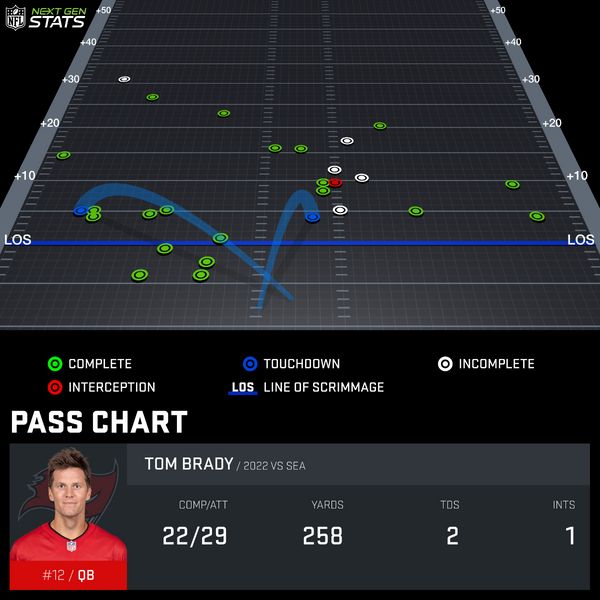 NFL NEXT GEN STATS
+50 +50
+40 +40
+30 +30
+20 +20
+10 +10
LOS LOS
COMPLETE TOUCHDOWN INCOMPLETE
INTERCEPTION LOS LINE OF SCRIMMAGE
PASS CHART
TOM BRADY / 2022 VS SEA
COMP/ATT YARDS TDS INTS
22/29 258 2 1
#12 / QB